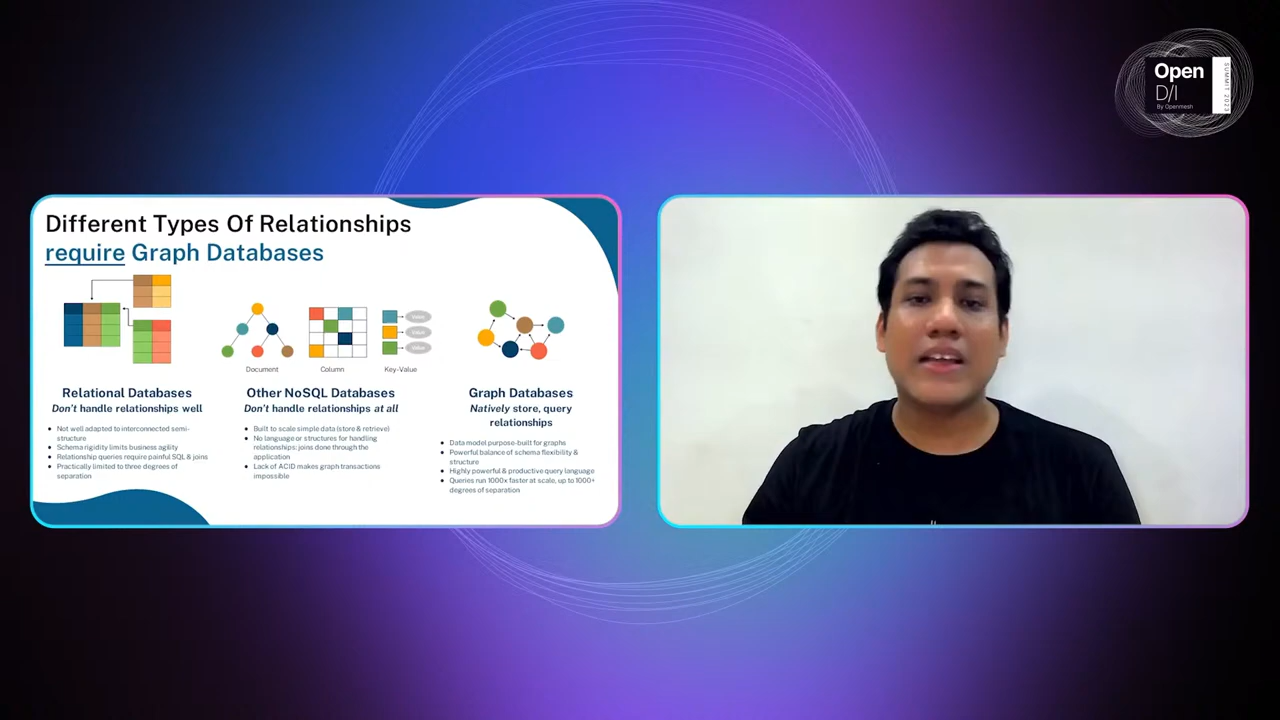 Open
D/I
By Openmesh
SUMMIT 2023
Different Types Of Relationships
require Graph Databases
Value
Value
Value
Document
Column
Key-Value
Relational Databases
Don't handle relationships well
Not well adapted to interconnected semi-
structure
Schema rigidity limits business agility
Relationship queries require painful SQL & joins
Practically limited to three degrees of
separation
Other NoSQL Databases
Don't handle relationships at all
Built to scale simple data (store & retrieve)
No language or structures for handling
relationships: joins done through the
application
Lack of ACID makes graph transactions
impossible
Graph Databases
Natively store, query
relationships
Data model purpose-built for graphs
Powerful balance of schema flexibility &
structure
Highly powerful & productive query language
Queries run 1000x faster at scale, up to 1000+
degrees of separation